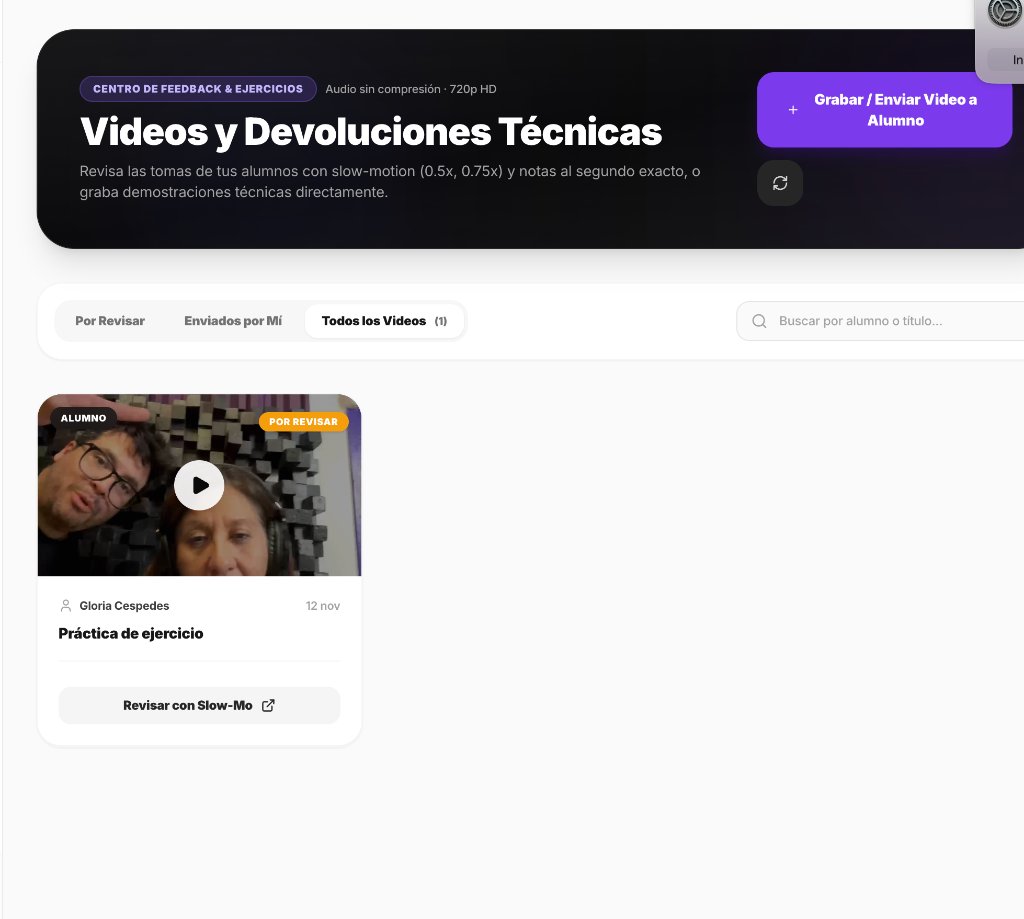 CENTRO DE FEEDBACK & EJERCICIOS
Audio sin compresión · 720p HD
Videos y Devoluciones Técnicas
Revisa las tomas de tus alumnos con slow-motion (0.5x, 0.75x) y notas al segundo exacto, o
graba demostraciones técnicas directamente.
+ Grabar / Enviar Video a
Alumno
Por Revisar
Enviados por Mí
Todos los Videos (1)
Buscar por alumno o título...
ALUMNO
POR REVISAR
Gloria Cespedes
12 nov
Práctica de ejercicio
Revisar con Slow-Mo